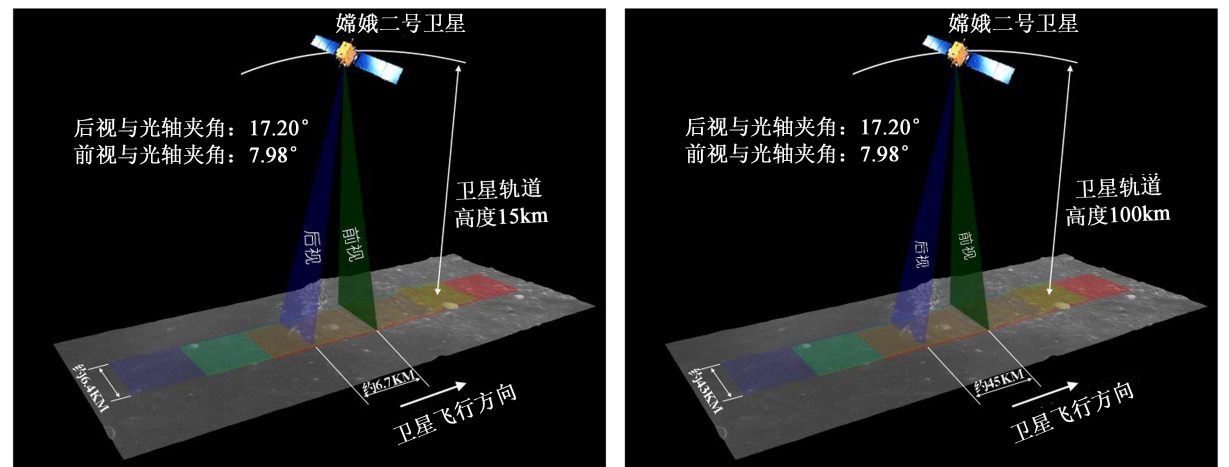 嫦娥二号卫星
后视与光轴夹角：17.20°
前视与光轴夹角：7.98°
卫星轨道
高度15km
后视
前视
约6.4KM
约6.7KM
卫星飞行方向
嫦娥二号卫星
后视与光轴夹角：17.20°
前视与光轴夹角：7.98°
卫星轨道
高度100km
后视
前视
约43KM
约45KM
卫星飞行方向